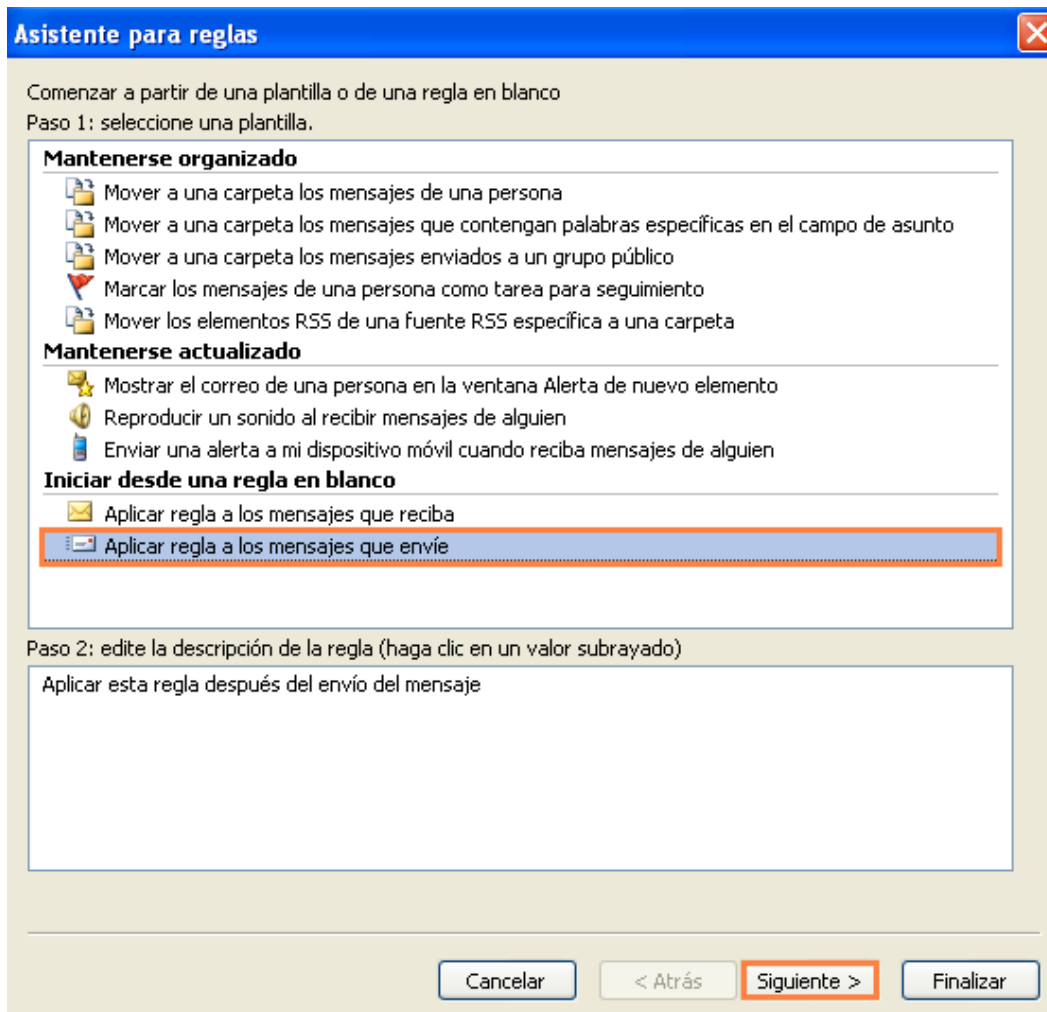 Asistente para reglas
Comenzar a partir de una plantilla o de una regla en blanco
Paso 1: seleccione una plantilla.
Mantenerse organizado
Mover a una carpeta los mensajes de una persona
Mover a una carpeta los mensajes que contengan palabras específicas en el campo de asunto
Mover a una carpeta los mensajes enviados a un grupo público
Marcar los mensajes de una persona como tarea para seguimiento
Mover los elementos RSS de una fuente RSS específica a una carpeta
Mantenerse actualizado
Mostrar el correo de una persona en la ventana Alerta de nuevo elemento
Reproducir un sonido al recibir mensajes de alguien
Enviar una alerta a mi dispositivo móvil cuando reciba mensajes de alguien
Iniciar desde una regla en blanco
Aplicar regla a los mensajes que reciba
Aplicar regla a los mensajes que envíe
Paso 2: edite la descripción de la regla (haga clic en un valor subrayado)
Aplicar esta regla después del envío del mensaje
Cancelar < Atrás Siguiente > Finalizar